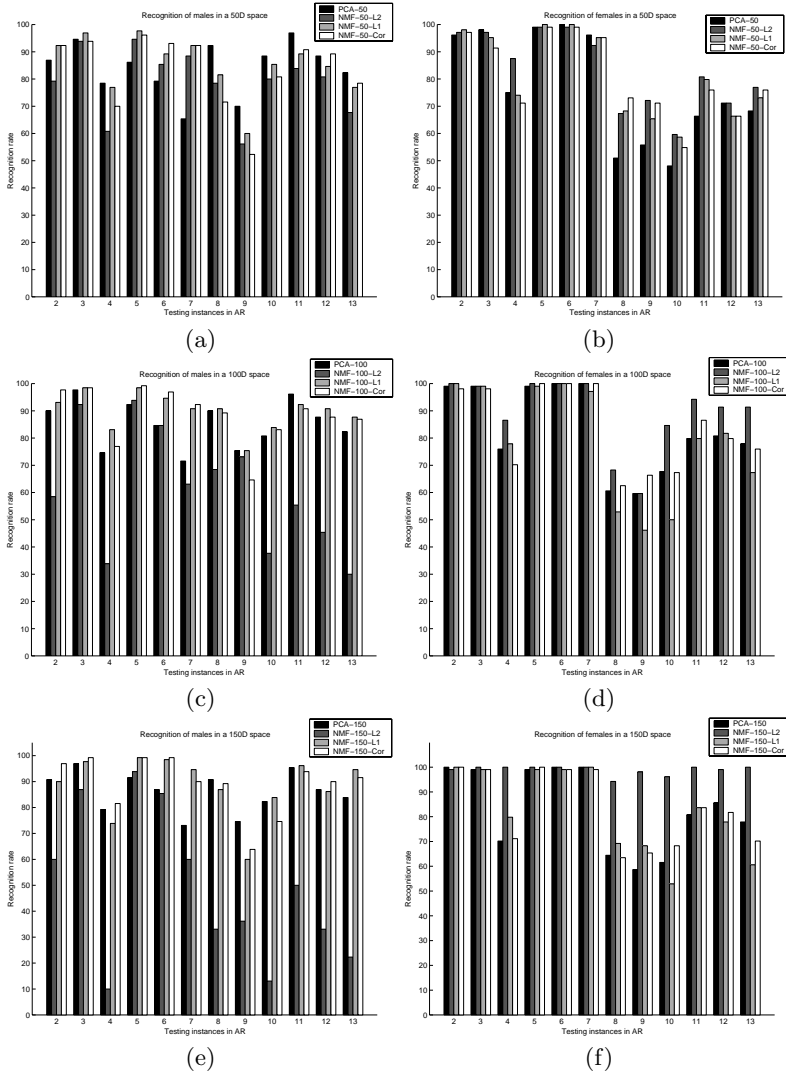 Recognition of males in a 50D space
PCA−50
NMF−50−L2
NMF−50−L1
NMF−50−Cor
100
90
80
70
60
50
40
30
20
10
0
Recognition rate
2 3 4 5 6 7 8 9 10 11 12 13
Testing instances in AR
(a)
Recognition of females in a 50D space
PCA−50
NMF−50−L2
NMF−50−L1
NMF−50−Cor
100
90
80
70
60
50
40
30
20
10
0
Recognition rate
2 3 4 5 6 7 8 9 10 11 12 13
Testing instances in AR
(b)
Recognition of males in a 100D space
PCA−100
NMF−100−L2
NMF−100−L1
NMF−100−Cor
100
90
80
70
60
50
40
30
20
10
0
Recognition rate
2 3 4 5 6 7 8 9 10 11 12 13
Testing instances in AR
(c)
Recognition of females in a 100D space
PCA−100
NMF−100−L2
NMF−100−L1
NMF−100−Cor
100
90
80
70
60
50
40
30
20
10
0
Recognition rate
2 3 4 5 6 7 8 9 10 11 12 13
Testing instances in AR
(d)
Recognition of males in a 150D space
PCA−150
NMF−150−L2
NMF−150−L1
NMF−150−Cor
100
90
80
70
60
50
40
30
20
10
0
Recognition rate
2 3 4 5 6 7 8 9 10 11 12 13
Testing instances in AR
(e)
Recognition of females in a 150D space
PCA−150
NMF−150−L2
NMF−150−L1
NMF−150−Cor
100
90
80
70
60
50
40
30
20
10
0
Recognition rate
2 3 4 5 6 7 8 9 10 11 12 13
Testing instances in AR
(f)